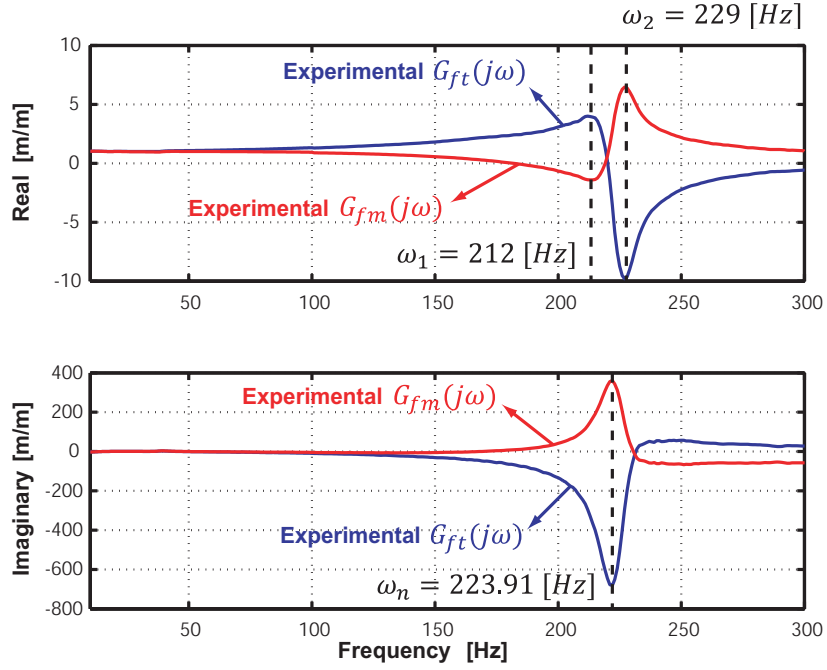 ω₂ = 229 [Hz]
10
5
0
-5
-10
Real [m/m]
Experimental G_ft(jω)
Experimental G_fm(jω)
ω₁ = 212 [Hz]
50
100
150
200
250
300
400
200
0
-200
-400
-600
-800
Imaginary [m/m]
Experimental G_fm(jω)
Experimental G_ft(jω)
ω_n = 223.91 [Hz]
50
100
150
200
250
300
Frequency [Hz]